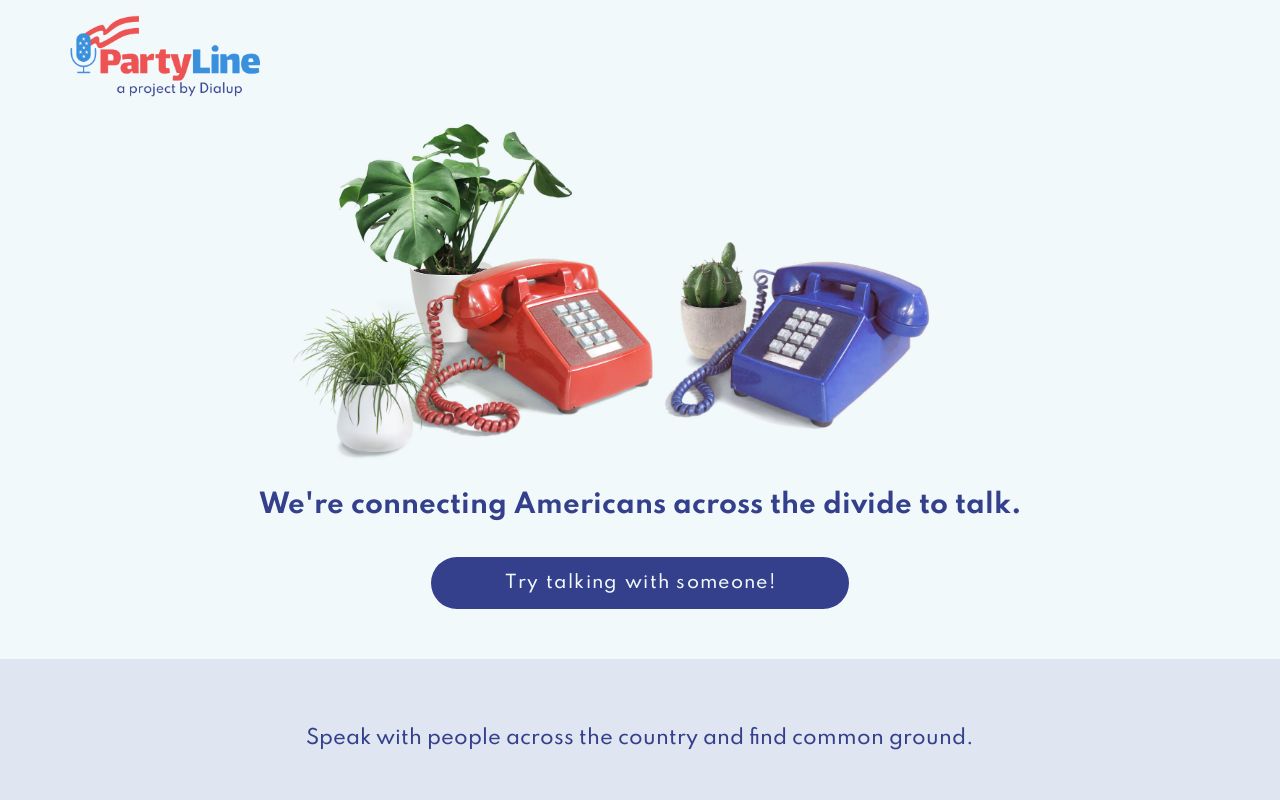 PartyLine
a project by Dialup
We're connecting Americans across the divide to talk.
Try talking with someone!
Speak with people across the country and find common ground.